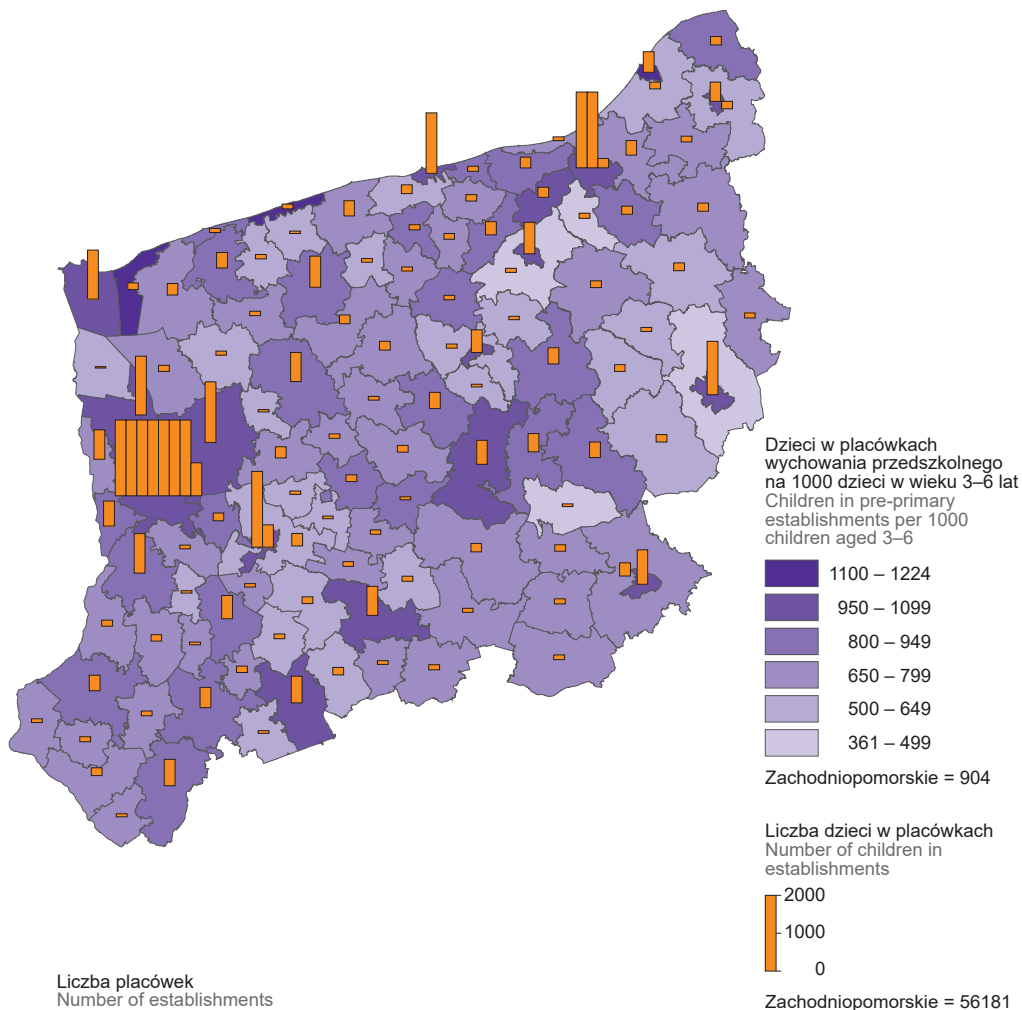 Dzieci w placówkach
wychowania przedszkolnego
na 1000 dzieci w wieku 3–6 lat
Children in pre-primary
establishments per 1000
children aged 3–6
1100 – 1224
950 – 1099
800 – 949
650 – 799
500 – 649
361 – 499
Zachodniopomorskie = 904
Liczba dzieci w placówkach
Number of children in
establishments
2000
1000
0
Zachodniopomorskie = 56181
Liczba placówek
Number of establishments